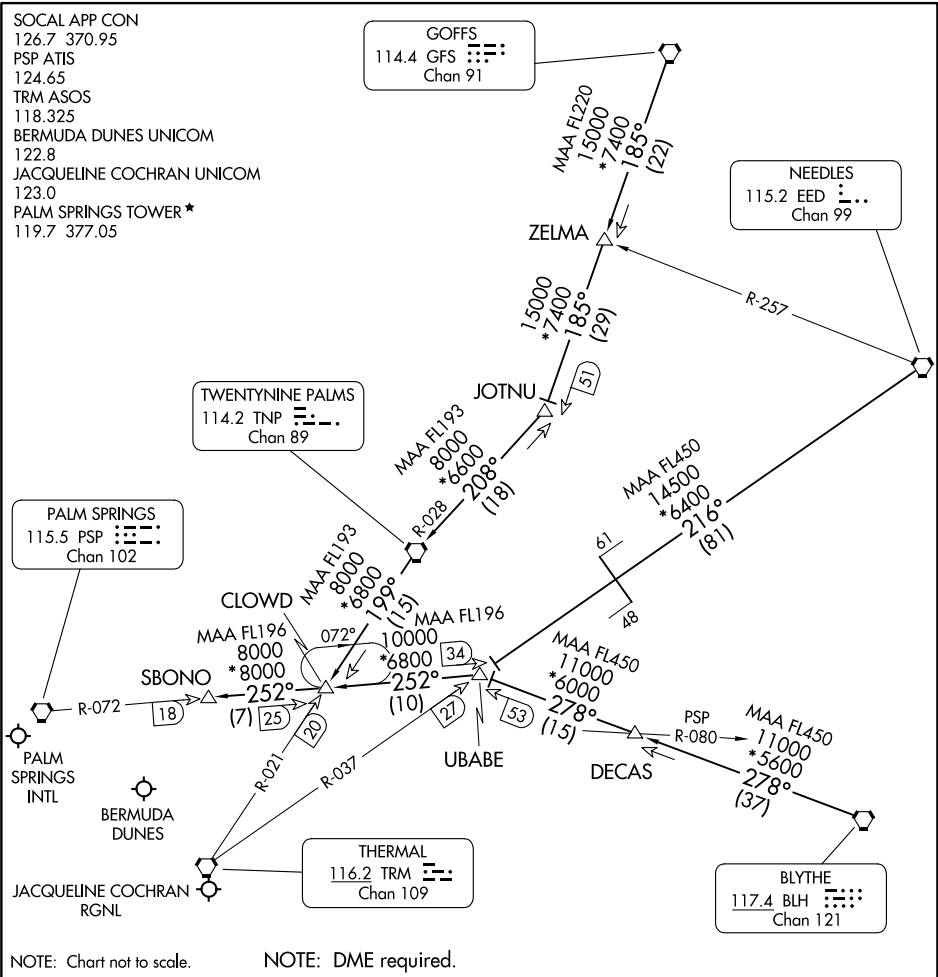 SOCAL APP CON
126.7 370.95
PSP ATIS
124.65
TRM ASOS
118.325
BERMUDA DUNES UNICOM
122.8
JACQUELINE COCHRAN UNICOM
123.0
PALM SPRINGS TOWER★
119.7 377.05
GOFFS
114.4 GFS
Chan 91
MAA FL220
15000
*7400
185°
(22)
NEEDLES
115.2 EED
Chan 99
ZELMA
R-257
15000
*7400
185°
(29)
51
JOTNU
TWENTYNINE PALMS
114.2 TNP
Chan 89
MAA FL193
8000
*6600
208°
(18)
R-028
MAA FL450
14500
*6400
216°
(81)
61
48
PALM SPRINGS
115.5 PSP
Chan 102
MAA FL193
8000
*6800
199°
(15)
CLOWD
072°
MAA FL196
10000
*6800
252°
(10)
34
MAA FL196
8000
*8000
252°
(7)
SBONO
R-072
18
25
20
27
53
MAA FL450
11000
*6000
278°
(15)
PSP
R-080
MAA FL450
11000
*5600
278°
(37)
UBABE
DECAS
R-021
R-037
PALM
SPRINGS
INTL
BERMUDA
DUNES
JACQUELINE COCHRAN
RGNL
THERMAL
116.2 TRM
Chan 109
BLYTHE
117.4 BLH
Chan 121
NOTE: Chart not to scale.
NOTE: DME required.